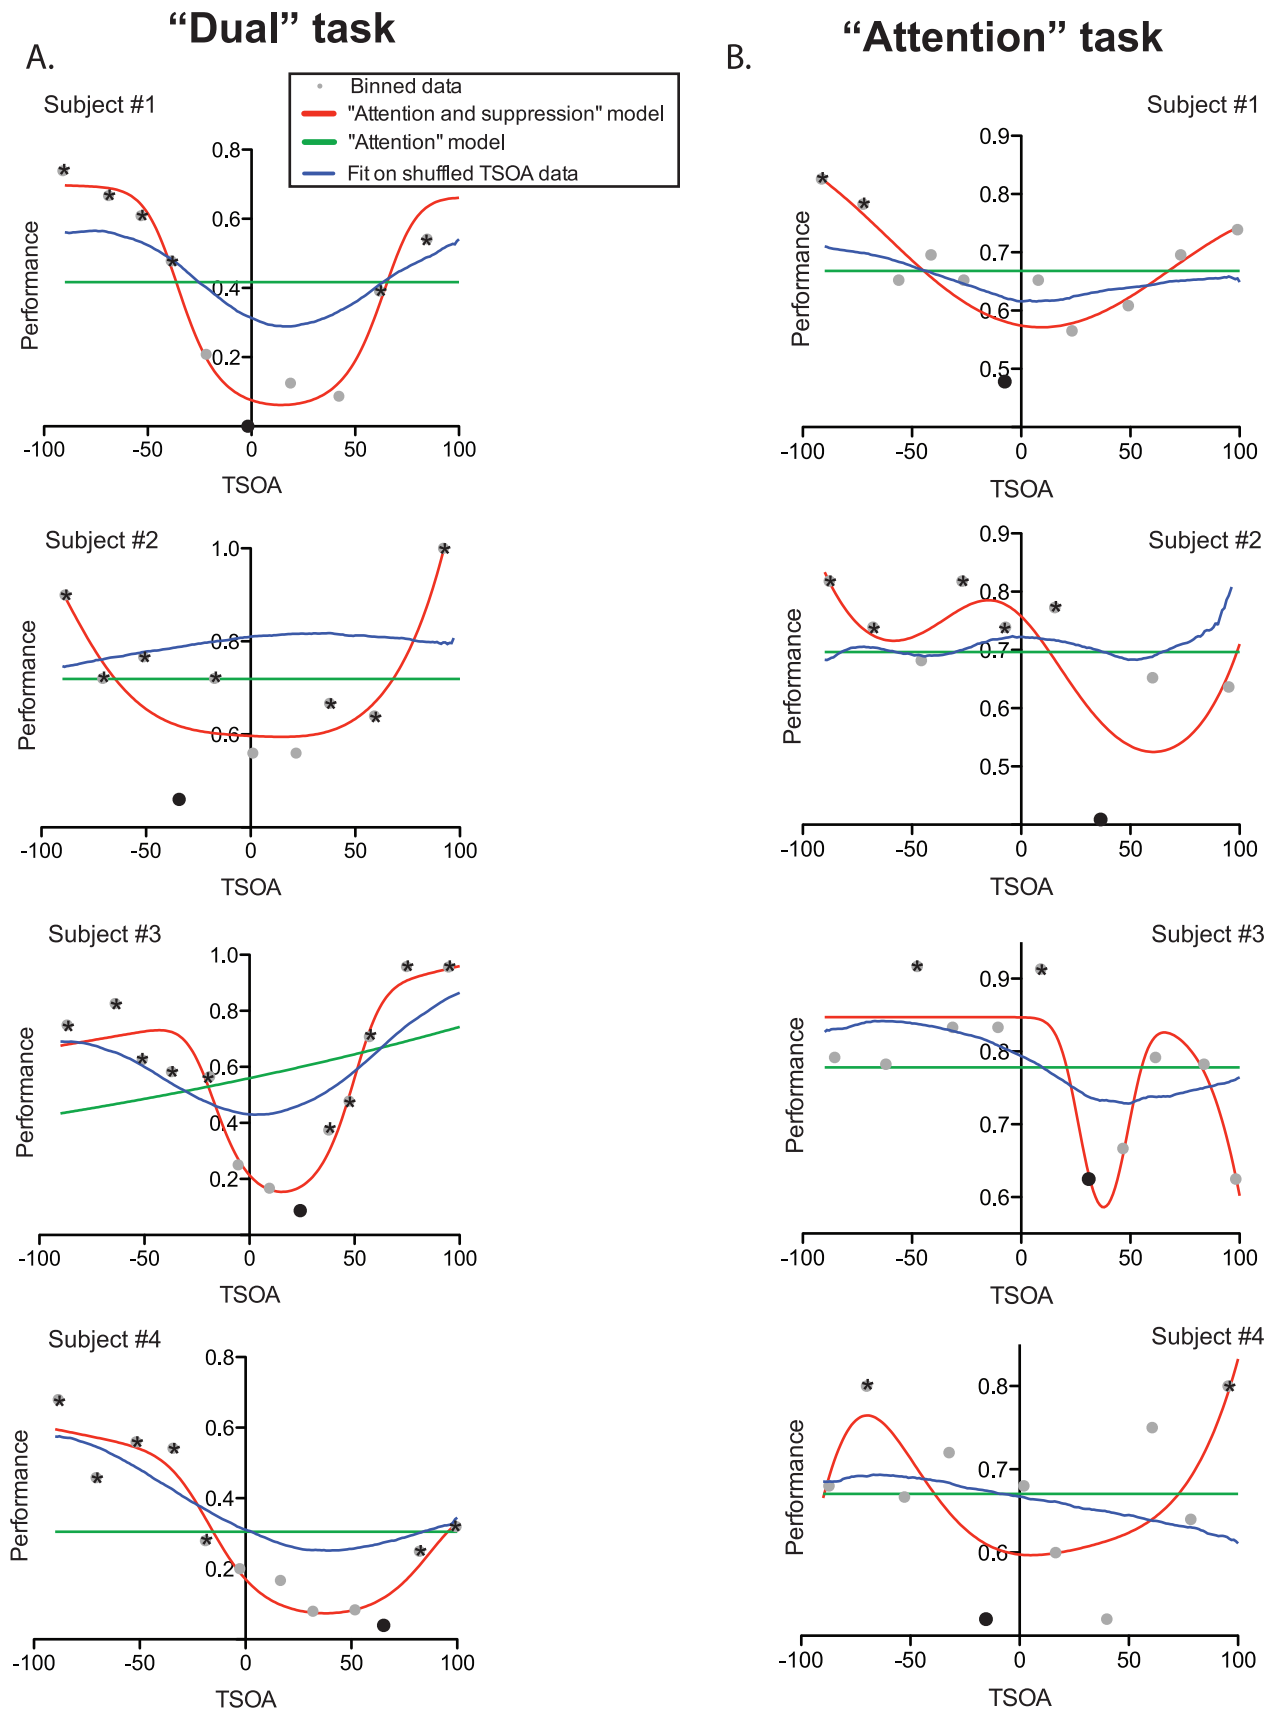 “Dual” task
“Attention” task
A.
B.
Binned data
"Attention and suppression" model
"Attention" model
Fit on shuffled TSOA data
Subject #1
0.8
0.6
0.4
0.2
Performance
-100 -50 0 50 100
TSOA
Subject #2
1.0
0.8
0.6
Performance
-100 -50 0 50 100
TSOA
Subject #3
1.0
0.8
0.6
0.4
0.2
Performance
-100 -50 0 50 100
TSOA
Subject #4
0.8
0.6
0.4
0.2
Performance
-100 -50 0 50 100
TSOA
Subject #1
0.9
0.8
0.7
0.6
0.5
Performance
-100 -50 0 50 100
TSOA
Subject #2
0.9
0.8
0.7
0.6
0.5
Performance
-100 -50 0 50 100
TSOA
Subject #3
0.9
0.8
0.7
0.6
Performance
-100 -50 0 50 100
TSOA
Subject #4
0.8
0.7
0.6
Performance
-100 -50 0 50 100
TSOA